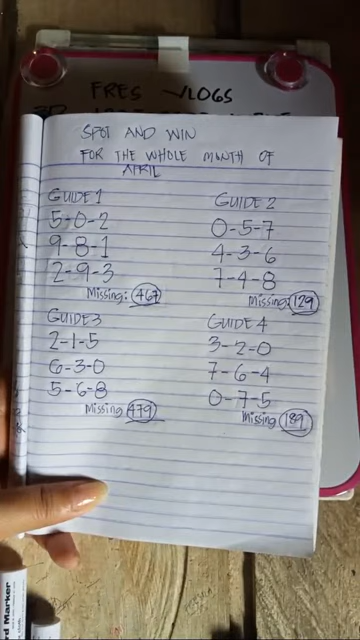 FRES VLOGS
SPOT AND WIN
FOR THE WHOLE MONTH OF
APRIL
GUIDE 1
5-0-2
9-8-1
2-9-3
Missing: 467
GUIDE 2
0-5-7
4-3-6
7-4-8
Missing: 129
GUIDE 3
2-1-5
6-3-0
5-6-8
Missing 479
GUIDE 4
3-2-0
7-6-4
0-7-5
Missing 189
rd Marker